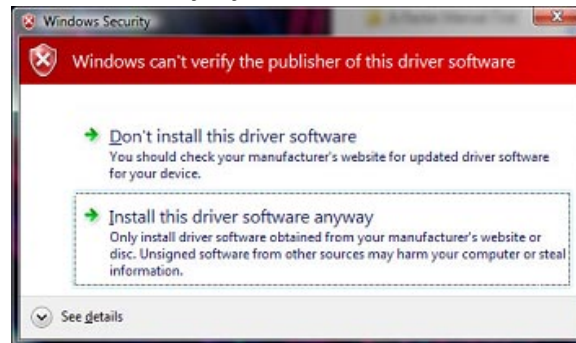 Windows Security
Windows can't verify the publisher of this driver software
Don't install this driver software
You should check your manufacturer's website for updated driver software
for your device.
Install this driver software anyway
Only install driver software obtained from your manufacturer's website or
disc. Unsigned software from other sources may harm your computer or steal
information.
See details